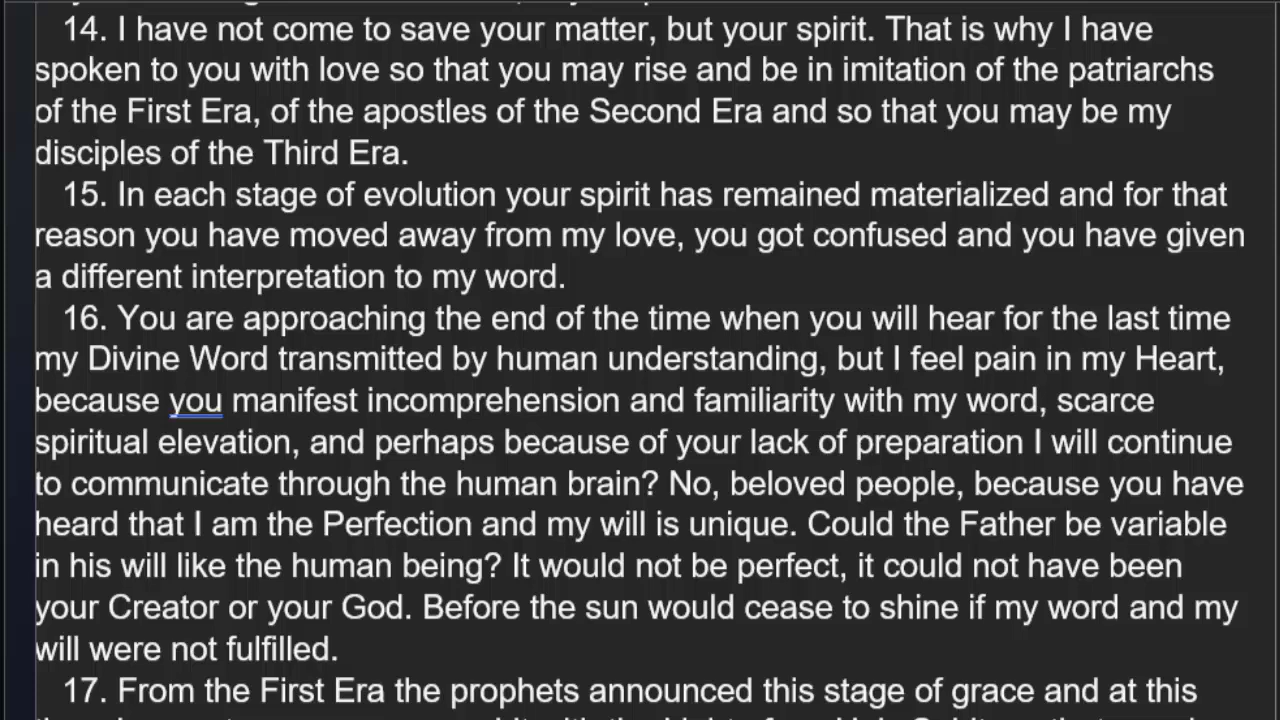 14. I have not come to save your matter, but your spirit. That is why I have
spoken to you with love so that you may rise and be in imitation of the patriarchs
of the First Era, of the apostles of the Second Era and so that you may be my
disciples of the Third Era.
15. In each stage of evolution your spirit has remained materialized and for that
reason you have moved away from my love, you got confused and you have given
a different interpretation to my word.
16. You are approaching the end of the time when you will hear for the last time
my Divine Word transmitted by human understanding, but I feel pain in my Heart,
because you manifest incomprehension and familiarity with my word, scarce
spiritual elevation, and perhaps because of your lack of preparation I will continue
to communicate through the human brain? No, beloved people, because you have
heard that I am the Perfection and my will is unique. Could the Father be variable
in his will like the human being? It would not be perfect, it could not have been
your Creator or your God. Before the sun would cease to shine if my word and my
will were not fulfilled.
17. From the First Era the prophets announced this stage of grace and at this